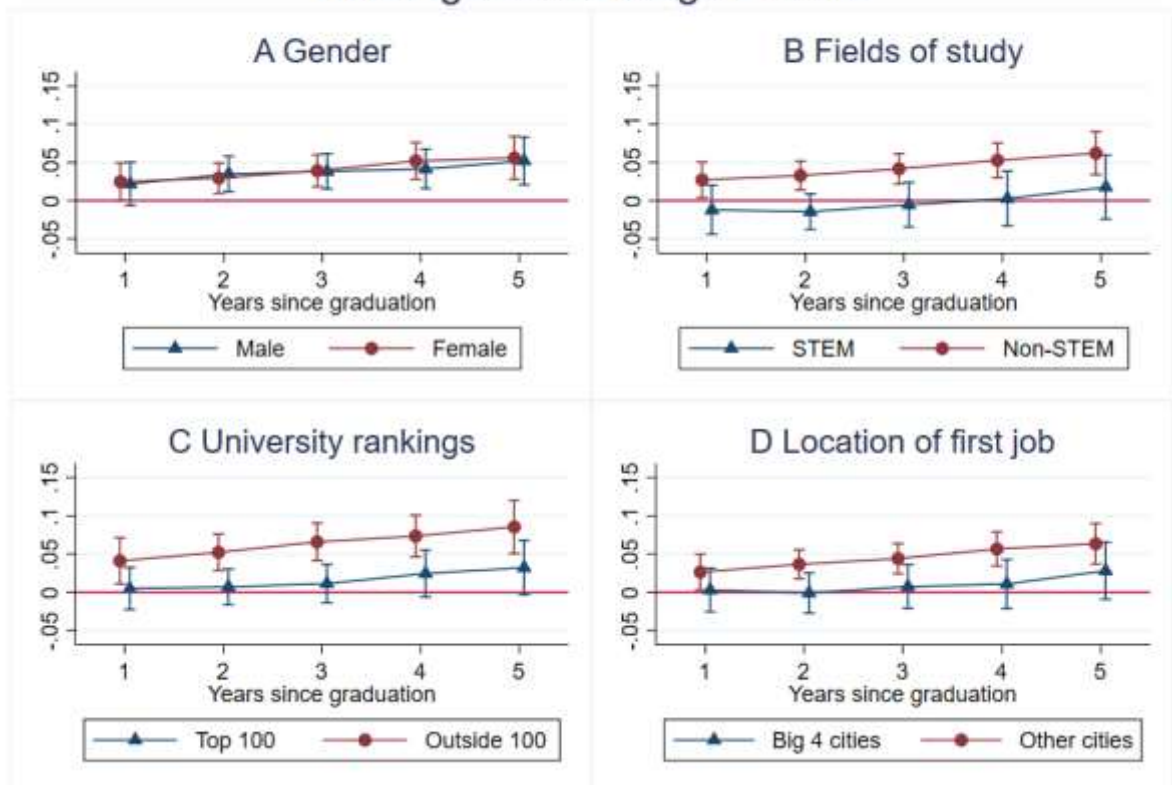 A Gender
.15
.1
.05
0
-.05
1 2 3 4 5
Years since graduation
Male Female
B Fields of study
.15
.1
.05
0
-.05
1 2 3 4 5
Years since graduation
STEM Non-STEM
C University rankings
.15
.1
.05
0
-.05
1 2 3 4 5
Years since graduation
Top 100 Outside 100
D Location of first job
.15
.1
.05
0
-.05
1 2 3 4 5
Years since graduation
Big 4 cities Other cities